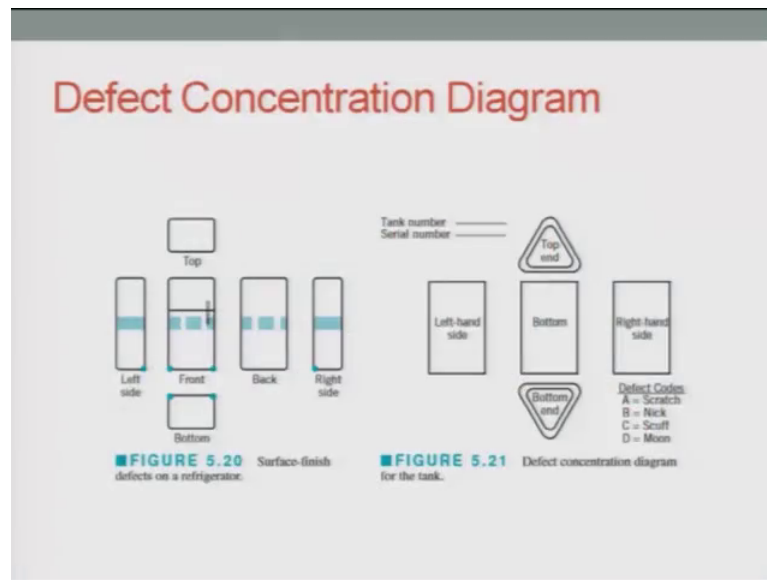 Defect Concentration Diagram
Top
Left
side
Front
Back
Right
side
Bottom
FIGURE 5.20 Surface-finish
defects on a refrigerator.
Tank number
Serial number
Top
end
Left-hand
side
Bottom
Right-hand
side
Bottom
end
Defect Codes
A = Scratch
B = Nick
C = Scuff
D = Moon
FIGURE 5.21 Defect concentration diagram
for the tank.